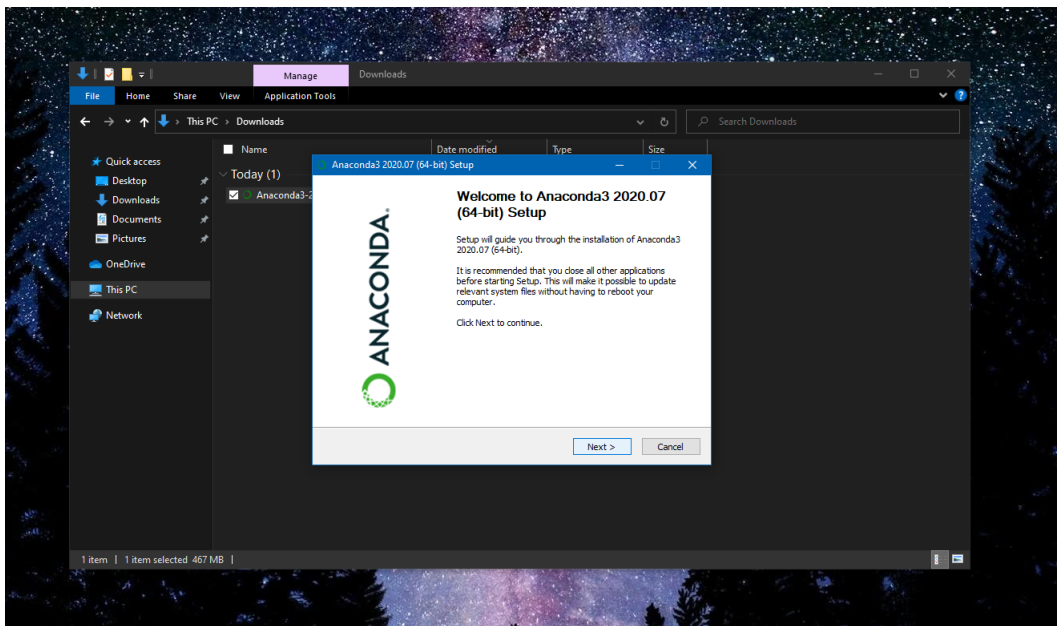 Manage
Downloads
File
Home
Share
View
Application Tools
This PC
Downloads
Search Downloads
Name
Date modified
Type
Size
Quick access
Desktop
Downloads
Documents
Pictures
OneDrive
This PC
Network
Today (1)
Anaconda3-2
Anaconda3 2020.07 (64-bit) Setup
ANACONDA.
Welcome to Anaconda3 2020.07
(64-bit) Setup
Setup will guide you through the installation of Anaconda3
2020.07 (64-bit).
It is recommended that you close all other applications
before starting Setup. This will make it possible to update
relevant system files without having to reboot your
computer.
Click Next to continue.
Next >
Cancel
1 item
1 item selected 467 MB